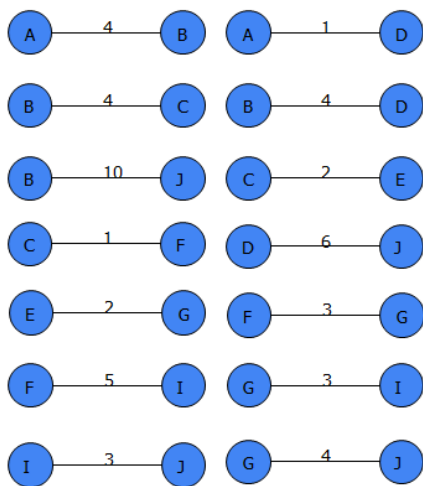 A 4 B A 1 D
B 4 C B 4 D
B 10 J C 2 E
C 1 F D 6 J
E 2 G F 3 G
F 5 I G 3 I
I 3 J G 4 J